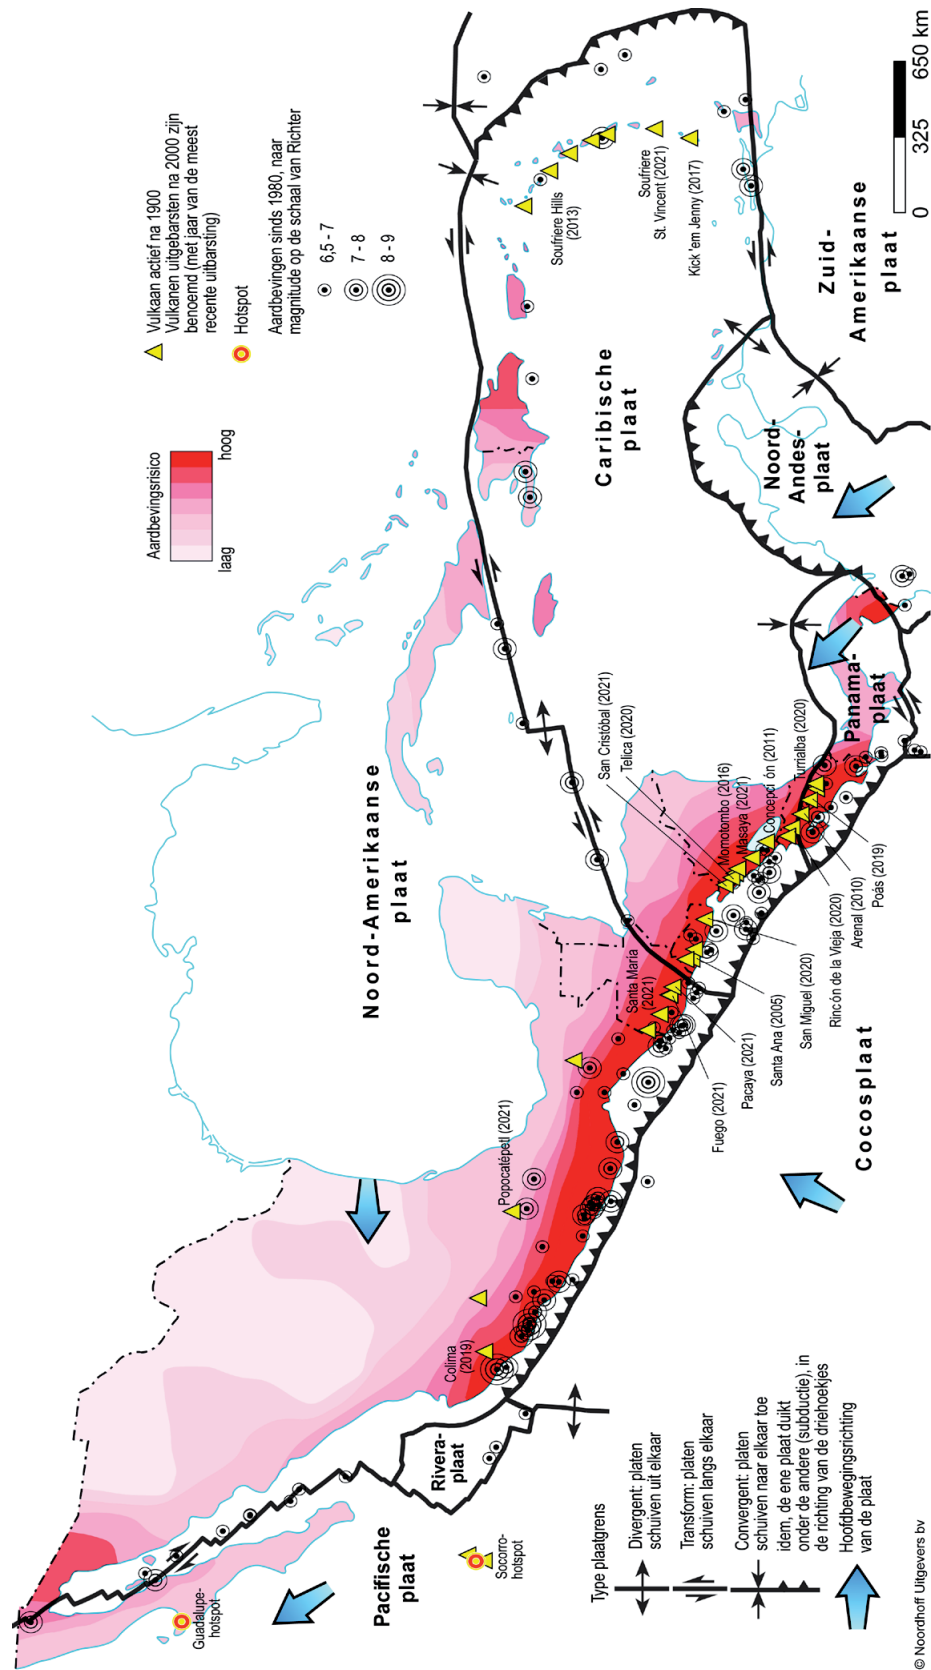 Aardbevingsrisico
laag
hoog
Vulkaan actief na 1900
Vulkanen uitgebarsten na 2000 zijn
benoemd (met jaar van de meest
recente uitbarsting)
Hotspot
Aardbevingen sinds 1980, naar
magnitude op de schaal van Richter
6,5 - 7
7 - 8
8 - 9
Noord-Amerikaanse
plaat
Caribische
plaat
Noord-
Andes-
plaat
Zuid-
Amerikaanse
plaat
Panama-
plaat
Cocosplaat
Rivera-
plaat
Pacifische
plaat
Guadalupe-
hotspot
Socorro-
hotspot
Colima
(2019)
Popocatépetl (2021)
Santa María
(2021)
Fuego (2021)
Pacaya (2021)
Santa Ana (2005)
San Miguel (2020)
San Cristóbal (2021)
Telica (2020)
Momotombo (2016)
Masaya (2021)
Concepci ón (2011)
Turrialba (2020)
Rincón de la Vieja (2020)
Arenal (2010)
Poás (2019)
Soufriere Hills
(2013)
Soufriere
St. Vincent (2021)
Kick 'em Jenny (2017)
0 325 650 km
Type plaatgrens
Divergent: platen
schuiven uit elkaar
Transform: platen
schuiven langs elkaar
Convergent: platen
schuiven naar elkaar toe
idem, de ene plaat duikt
onder de andere (subductie), in
de richting van de driehoekjes
Hoofdbewegingsrichting
van de plaat
© Noordhoff Uitgevers bv